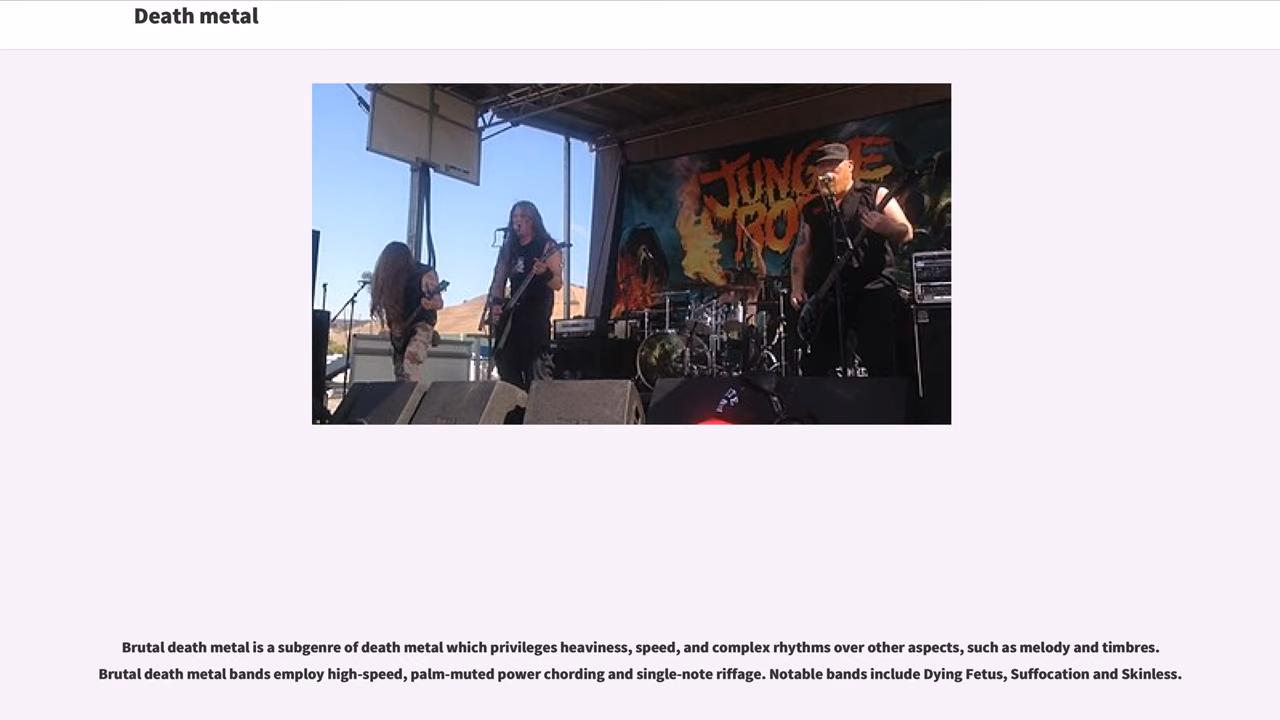 Death metal
JUNGLE
RO
Brutal death metal is a subgenre of death metal which privileges heaviness, speed, and complex rhythms over other aspects, such as melody and timbres.
Brutal death metal bands employ high-speed, palm-muted power chording and single-note riffage. Notable bands include Dying Fetus, Suffocation and Skinless.